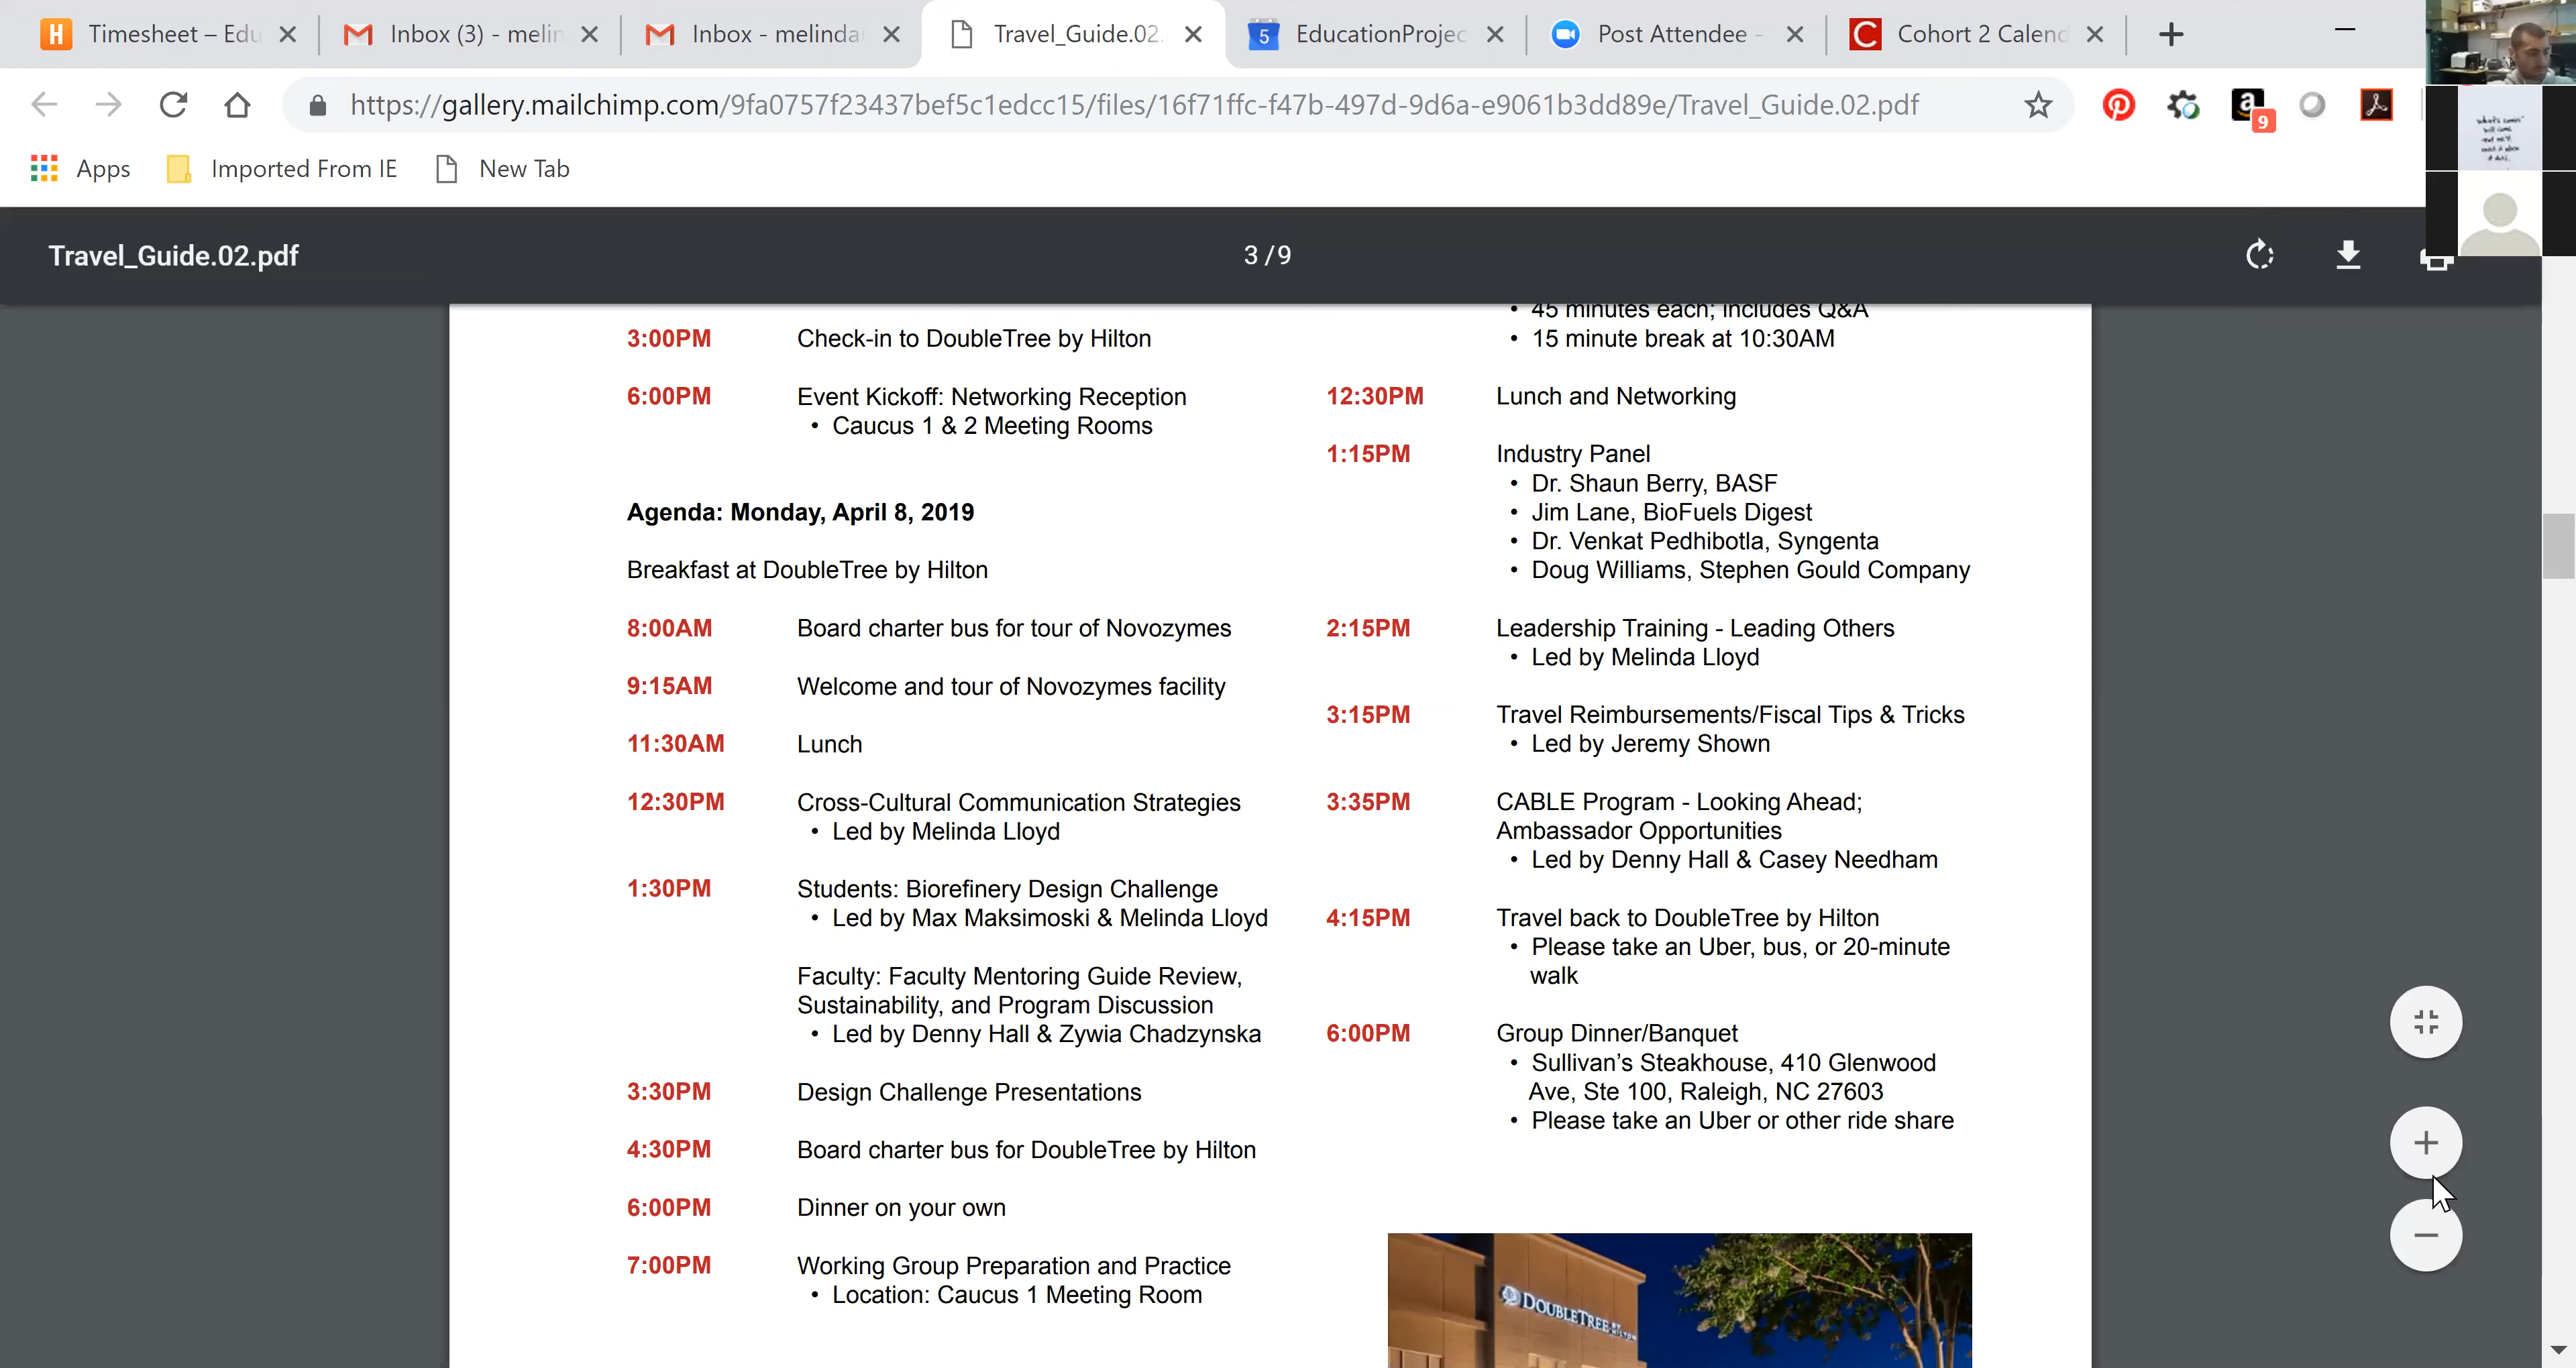 Timesheet – Edu
Inbox (3) - melin
Inbox - melinda
Travel_Guide.02.
5
EducationProjec
Post Attendee -
C
Cohort 2 Calend
https://gallery.mailchimp.com/9fa0757f23437bef5c1edcc15/files/16f71ffc-f47b-497d-9d6a-e9061b3dd89e/Travel_Guide.02.pdf
9
Apps
Imported From IE
New Tab
Travel_Guide.02.pdf
3 / 9
3:00PM Check-in to DoubleTree by Hilton
6:00PM Event Kickoff: Networking Reception
• Caucus 1 & 2 Meeting Rooms
Agenda: Monday, April 8, 2019
Breakfast at DoubleTree by Hilton
8:00AM Board charter bus for tour of Novozymes
9:15AM Welcome and tour of Novozymes facility
11:30AM Lunch
12:30PM Cross-Cultural Communication Strategies
• Led by Melinda Lloyd
1:30PM Students: Biorefinery Design Challenge
• Led by Max Maksimoski & Melinda Lloyd
Faculty: Faculty Mentoring Guide Review,
Sustainability, and Program Discussion
• Led by Denny Hall & Zywia Chadzynska
3:30PM Design Challenge Presentations
4:30PM Board charter bus for DoubleTree by Hilton
6:00PM Dinner on your own
7:00PM Working Group Preparation and Practice
• Location: Caucus 1 Meeting Room
• 45 minutes each; includes Q&A
• 15 minute break at 10:30AM
12:30PM Lunch and Networking
1:15PM Industry Panel
• Dr. Shaun Berry, BASF
• Jim Lane, BioFuels Digest
• Dr. Venkat Pedhibotla, Syngenta
• Doug Williams, Stephen Gould Company
2:15PM Leadership Training - Leading Others
• Led by Melinda Lloyd
3:15PM Travel Reimbursements/Fiscal Tips & Tricks
• Led by Jeremy Shown
3:35PM CABLE Program - Looking Ahead;
Ambassador Opportunities
• Led by Denny Hall & Casey Needham
4:15PM Travel back to DoubleTree by Hilton
• Please take an Uber, bus, or 20-minute
walk
6:00PM Group Dinner/Banquet
• Sullivan's Steakhouse, 410 Glenwood
Ave, Ste 100, Raleigh, NC 27603
• Please take an Uber or other ride share
DOUBLETREE BY HILTON